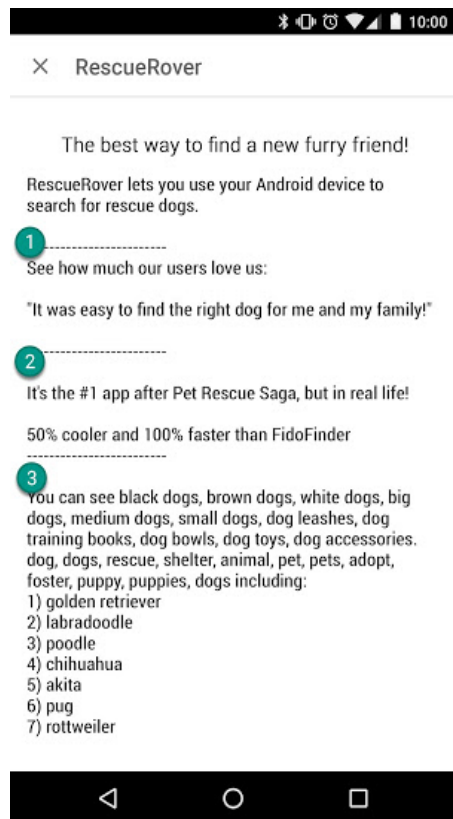 10:00
× RescueRover
The best way to find a new furry friend!
RescueRover lets you use your Android device to
search for rescue dogs.
1 ----------------------
See how much our users love us:
"It was easy to find the right dog for me and my family!"
2 ----------------------
It's the #1 app after Pet Rescue Saga, but in real life!
50% cooler and 100% faster than FidoFinder
-------------------------
3
You can see black dogs, brown dogs, white dogs, big
dogs, medium dogs, small dogs, dog leashes, dog
training books, dog bowls, dog toys, dog accessories.
dog, dogs, rescue, shelter, animal, pet, pets, adopt,
foster, puppy, puppies, dogs including:
1) golden retriever
2) labradoodle
3) poodle
4) chihuahua
5) akita
6) pug
7) rottweiler